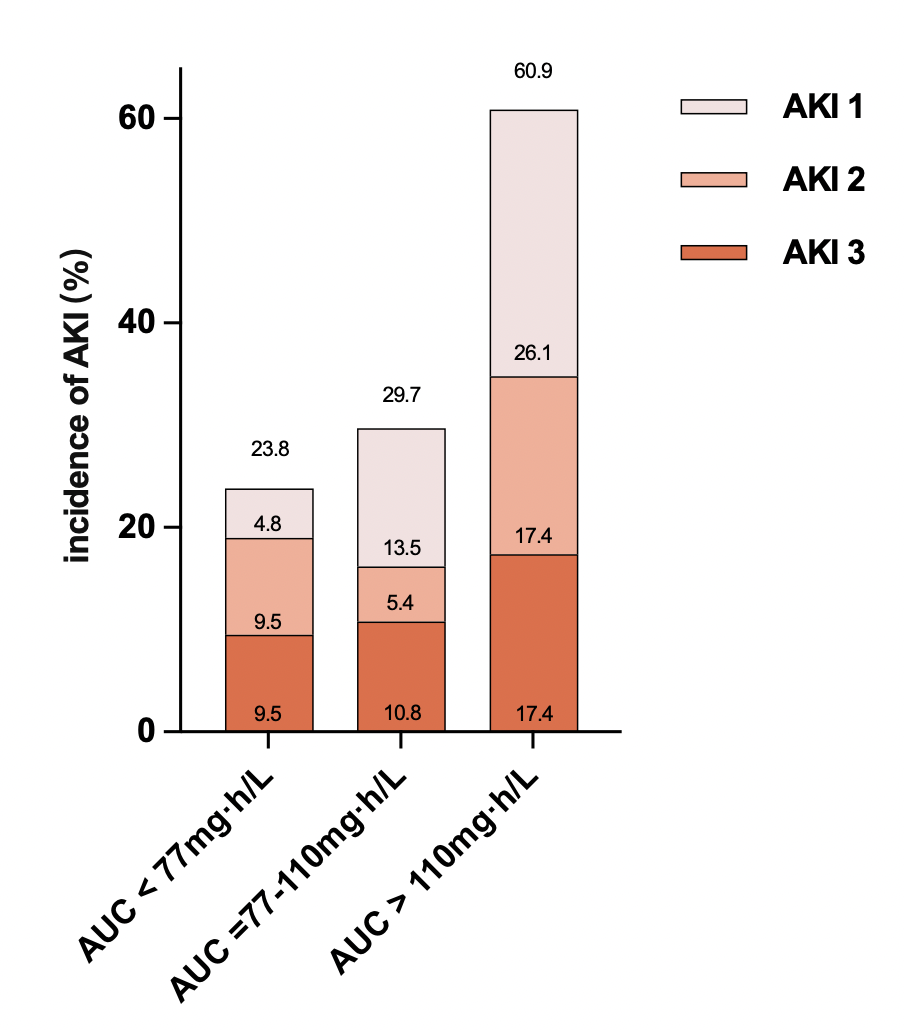 60.9
60
AKI 1
AKI 2
AKI 3
incidence of AKI (%)
40
26.1
29.7
23.8
20
4.8
13.5
17.4
9.5
5.4
0
9.5
10.8
17.4
AUC < 77mg·h/L
AUC =77-110mg·h/L
AUC > 110mg·h/L